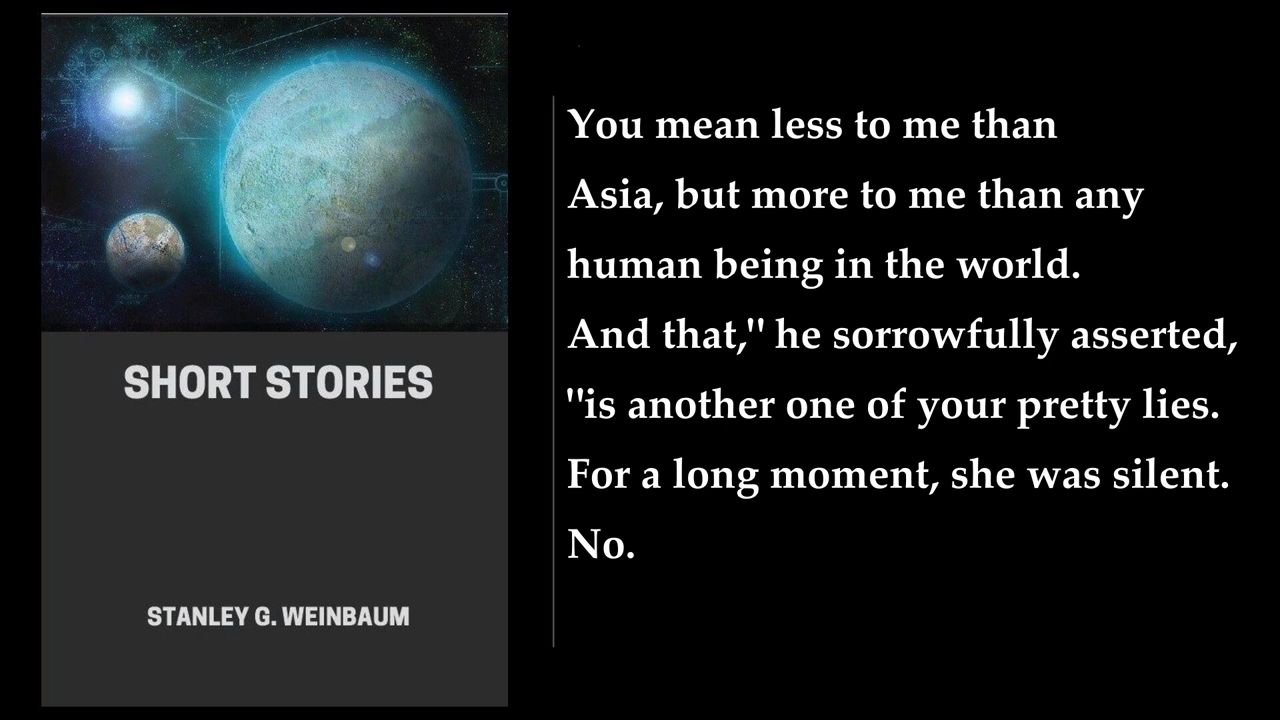 SHORT STORIES
STANLEY G. WEINBAUM
You mean less to me than
Asia, but more to me than any
human being in the world.
And that," he sorrowfully asserted,
"is another one of your pretty lies.
For a long moment, she was silent.
No.